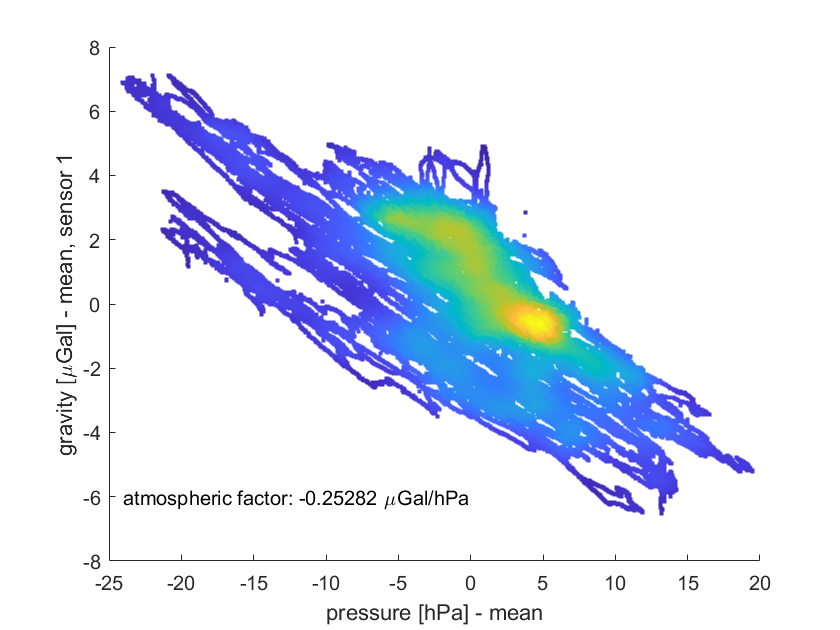 8
6
4
2
0
-2
-4
-6
-8
gravity [μGal] - mean, sensor 1
atmospheric factor: -0.25282 μGal/hPa
-25 -20 -15 -10 -5 0 5 10 15 20
pressure [hPa] - mean